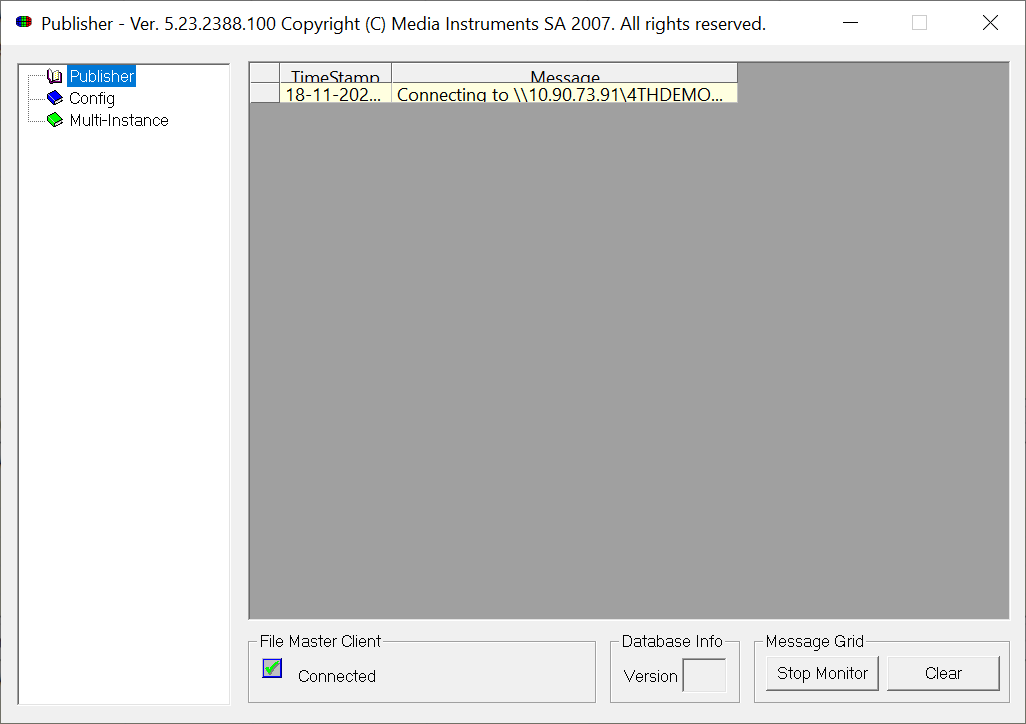 Publisher - Ver. 5.23.2388.100 Copyright (C) Media Instruments SA 2007. All rights reserved.
Publisher
Config
Multi-Instance
TimeStamp Message
18-11-202... Connecting to \\10.90.73.91\4THDEMO...
File Master Client
Connected
Database Info
Version
Message Grid
Stop Monitor Clear